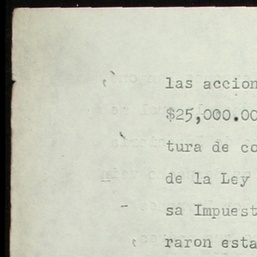 las accion
$25,000.00
tura de co
de la Ley
sa Impuest
raron esta